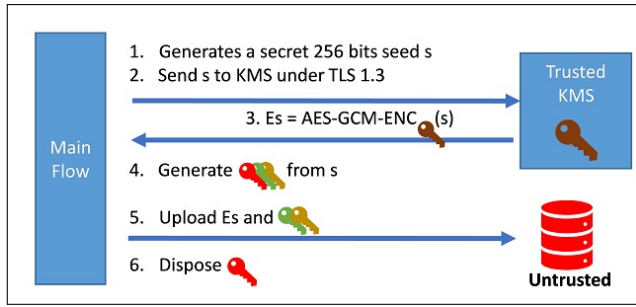 1. Generates a secret 256 bits seed s
2. Send s to KMS under TLS 1.3
Trusted
KMS
3. Es = AES-GCM-ENC (s)
Main
Flow
4. Generate from s
5. Upload Es and
6. Dispose
Untrusted